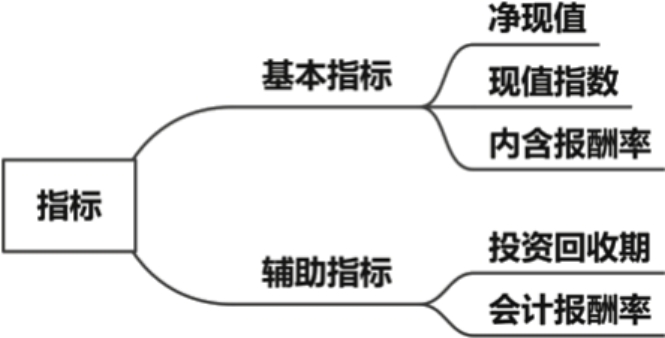 指标
基本指标
净现值
现值指数
内含报酬率
辅助指标
投资回收期
会计报酬率